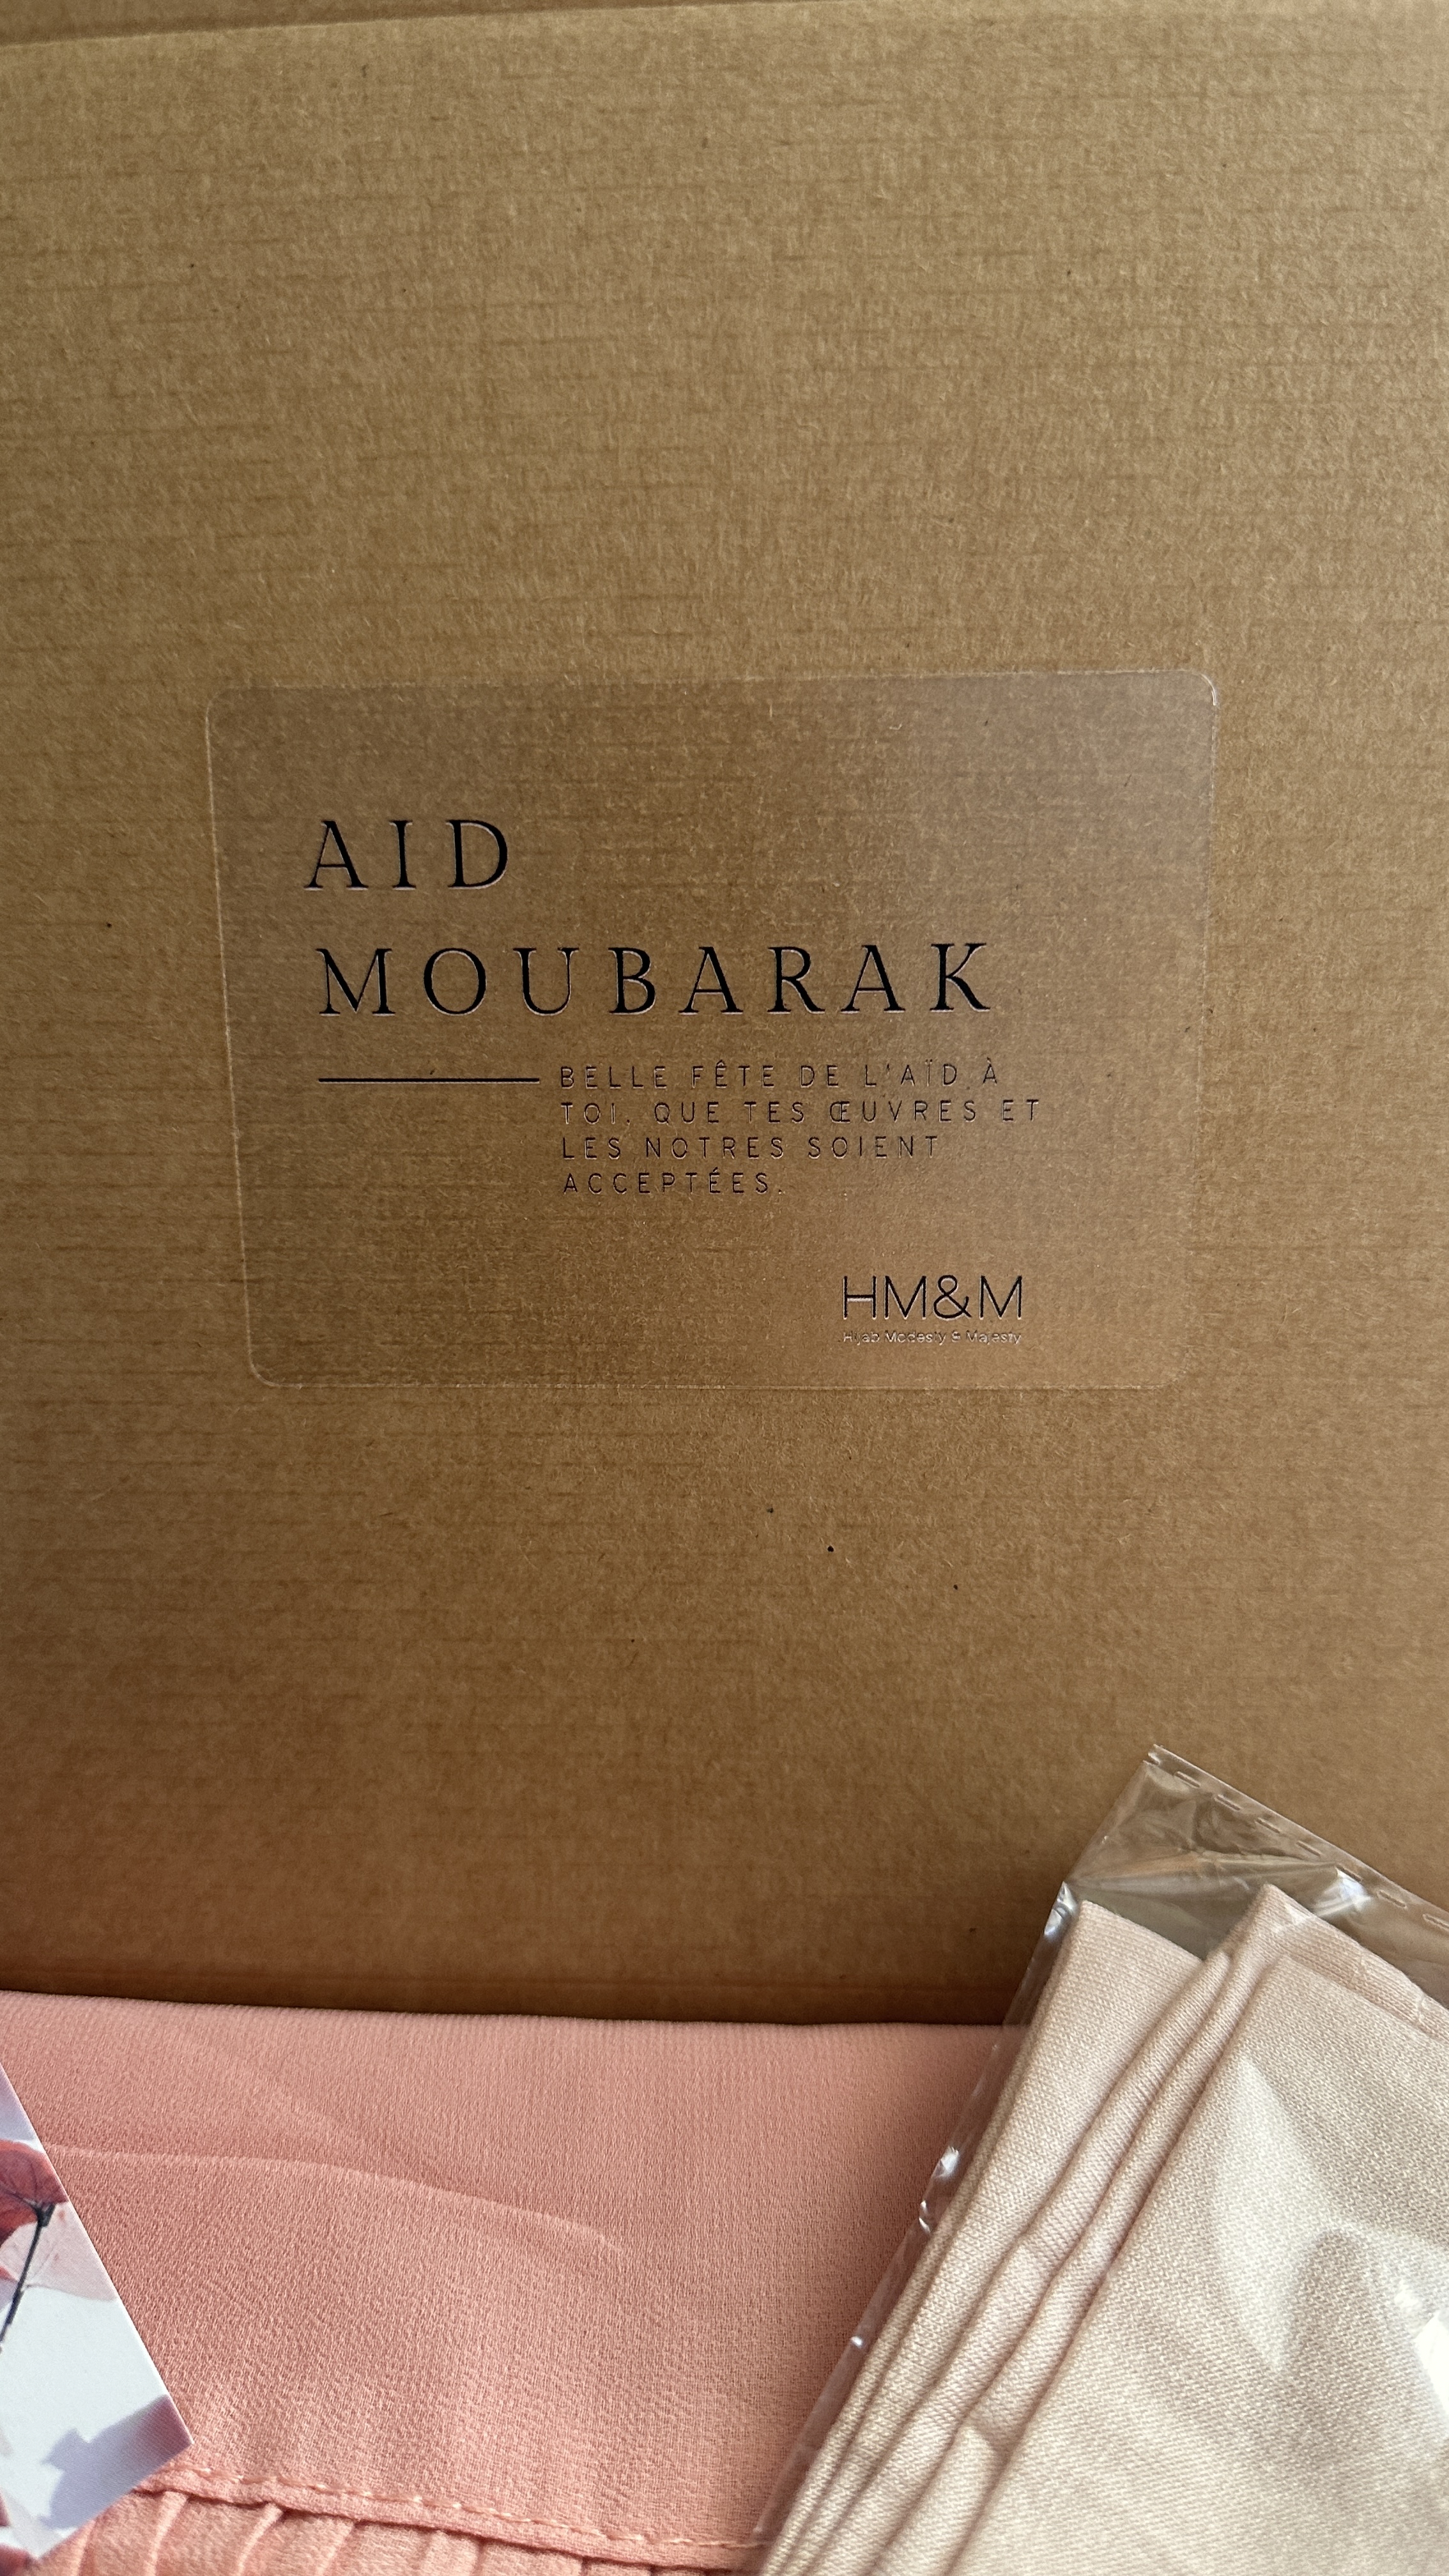 AID
MOUBARAK
BELLE FÊTE DE L'AÏD À
TOI. QUE TES ŒUVRES ET
LES NOTRES SOIENT
ACCEPTÉES.
HM&M
Hijab Modesty & Majesty